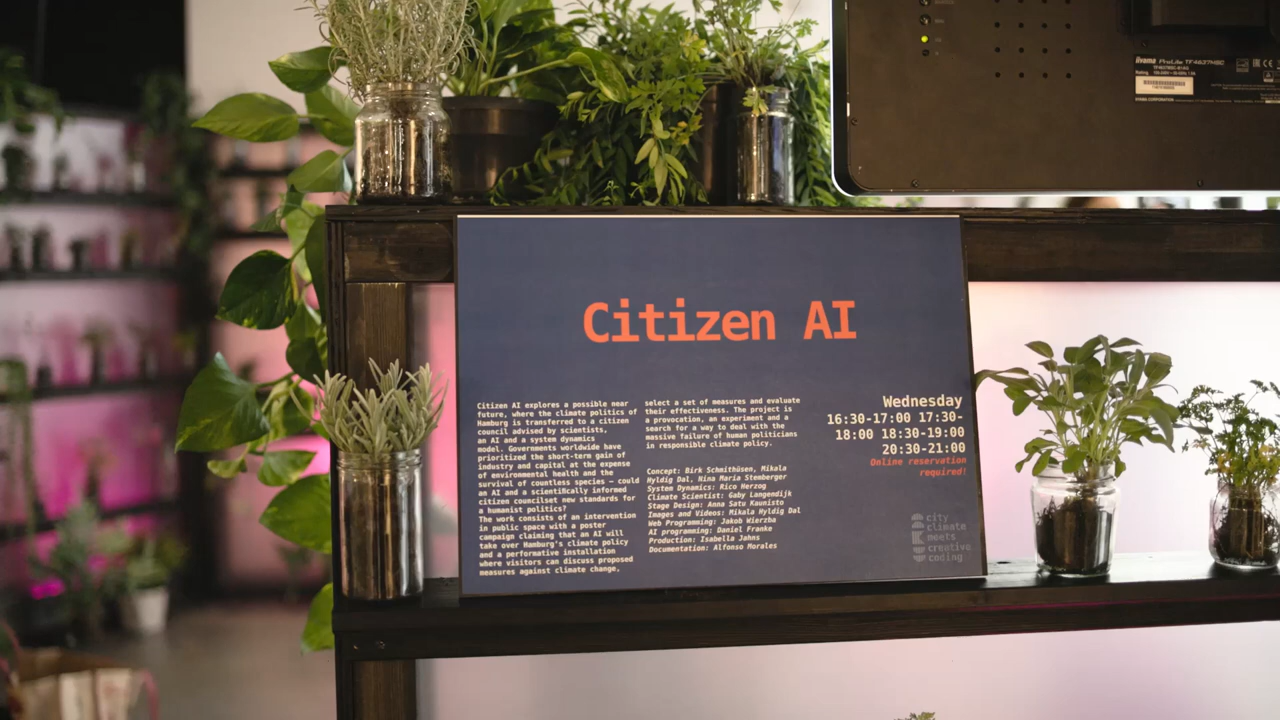 iiyama ProLite TF4637MSC
Citizen AI
Citizen AI explores a possible near
future, where the climate politics of
Hamburg is transferred to a citizen
council advised by scientists,
an AI and a system dynamics
model. Governments worldwide have
prioritized the short-term gain of
industry and capital at the expense
of environmental health and the
survival of countless species — could
an AI and a scientifically informed
citizen councilset new standards for
a humanist politics?
The work consists of an intervention
in public space with a poster
campaign claiming that an AI will
take over Hamburg's climate policy
and a performative installation
where visitors can discuss proposed
measures against climate change,
select a set of measures and evaluate
their effectiveness. The project is
a provocation, an experiment and a
search for a way to deal with the
massive failure of human politicians
in responsible climate policy.
Concept: Birk Schmithüsen, Mikala
Hyldig Dal, Nina Maria Stemberger
System Dynamics: Rico Herzog
Climate Scientist: Gaby Langendijk
Stage Design: Anna Satu Kaunisto
Images and Videos: Mikala Hyldig Dal
Web Programming: Jakob Wierzba
AI programming: Daniel Franke
Production: Isabella Jahns
Documentation: Alfonso Morales
Wednesday
16:30-17:00 17:30-
18:00 18:30-19:00
20:30-21:00
Online reservation
required!
city
climate
meets
creative
coding